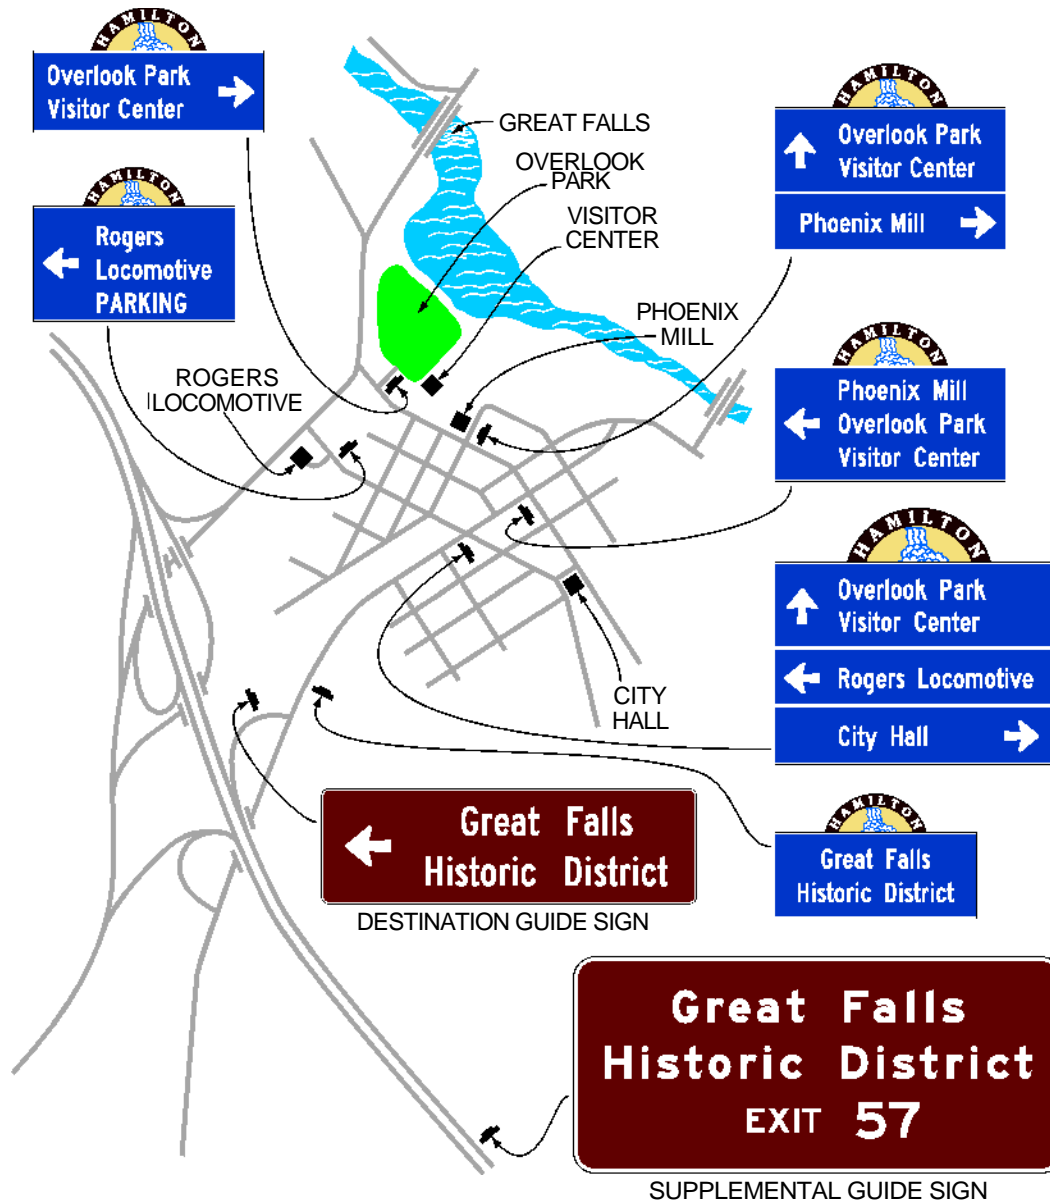 HAMILTON
Overlook Park
Visitor Center
HAMILTON
Rogers
Locomotive
PARKING
GREAT FALLS
OVERLOOK
PARK
VISITOR
CENTER
PHOENIX
MILL
ROGERS
LOCOMOTIVE
CITY
HALL
HAMILTON
Overlook Park
Visitor Center
Phoenix Mill
HAMILTON
Phoenix Mill
Overlook Park
Visitor Center
HAMILTON
Overlook Park
Visitor Center
Rogers Locomotive
City Hall
HAMILTON
Great Falls
Historic District
Great Falls
Historic District
DESTINATION GUIDE SIGN
Great Falls
Historic District
EXIT 57
SUPPLEMENTAL GUIDE SIGN